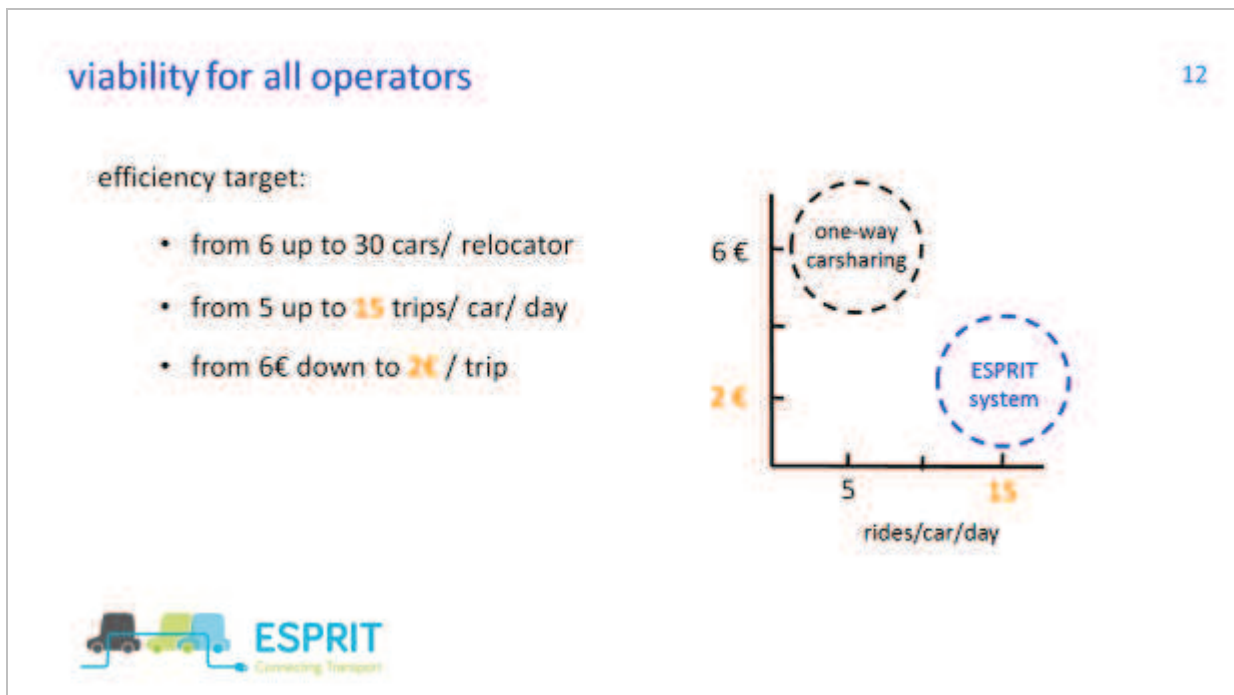 viability for all operators
12
efficiency target:
• from 6 up to 30 cars/ relocator
• from 5 up to 15 trips/ car/ day
• from 6€ down to 2€ / trip
6 €
2 €
one-way
carsharing
ESPRIT
system
5
15
rides/car/day
ESPRIT
Connecting Transport